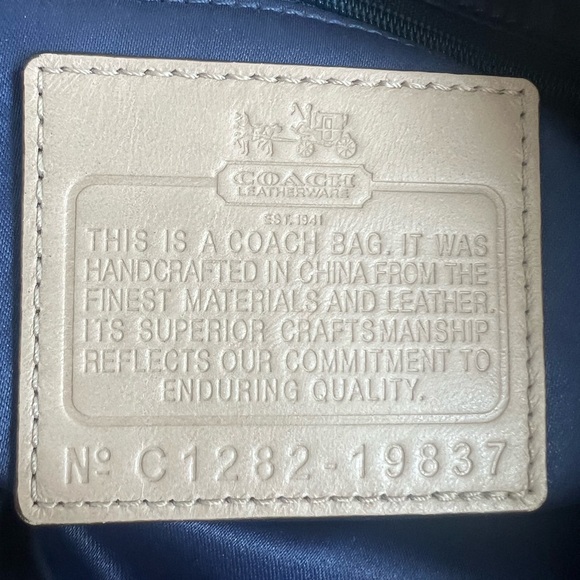 COACH
LEATHERWARE
EST. 1941
THIS IS A COACH BAG. IT WAS
HANDCRAFTED IN CHINA FROM THE
FINEST MATERIALS AND LEATHER.
ITS SUPERIOR CRAFTSMANSHIP
REFLECTS OUR COMMITMENT TO
ENDURING QUALITY.
Nº C1282-19837